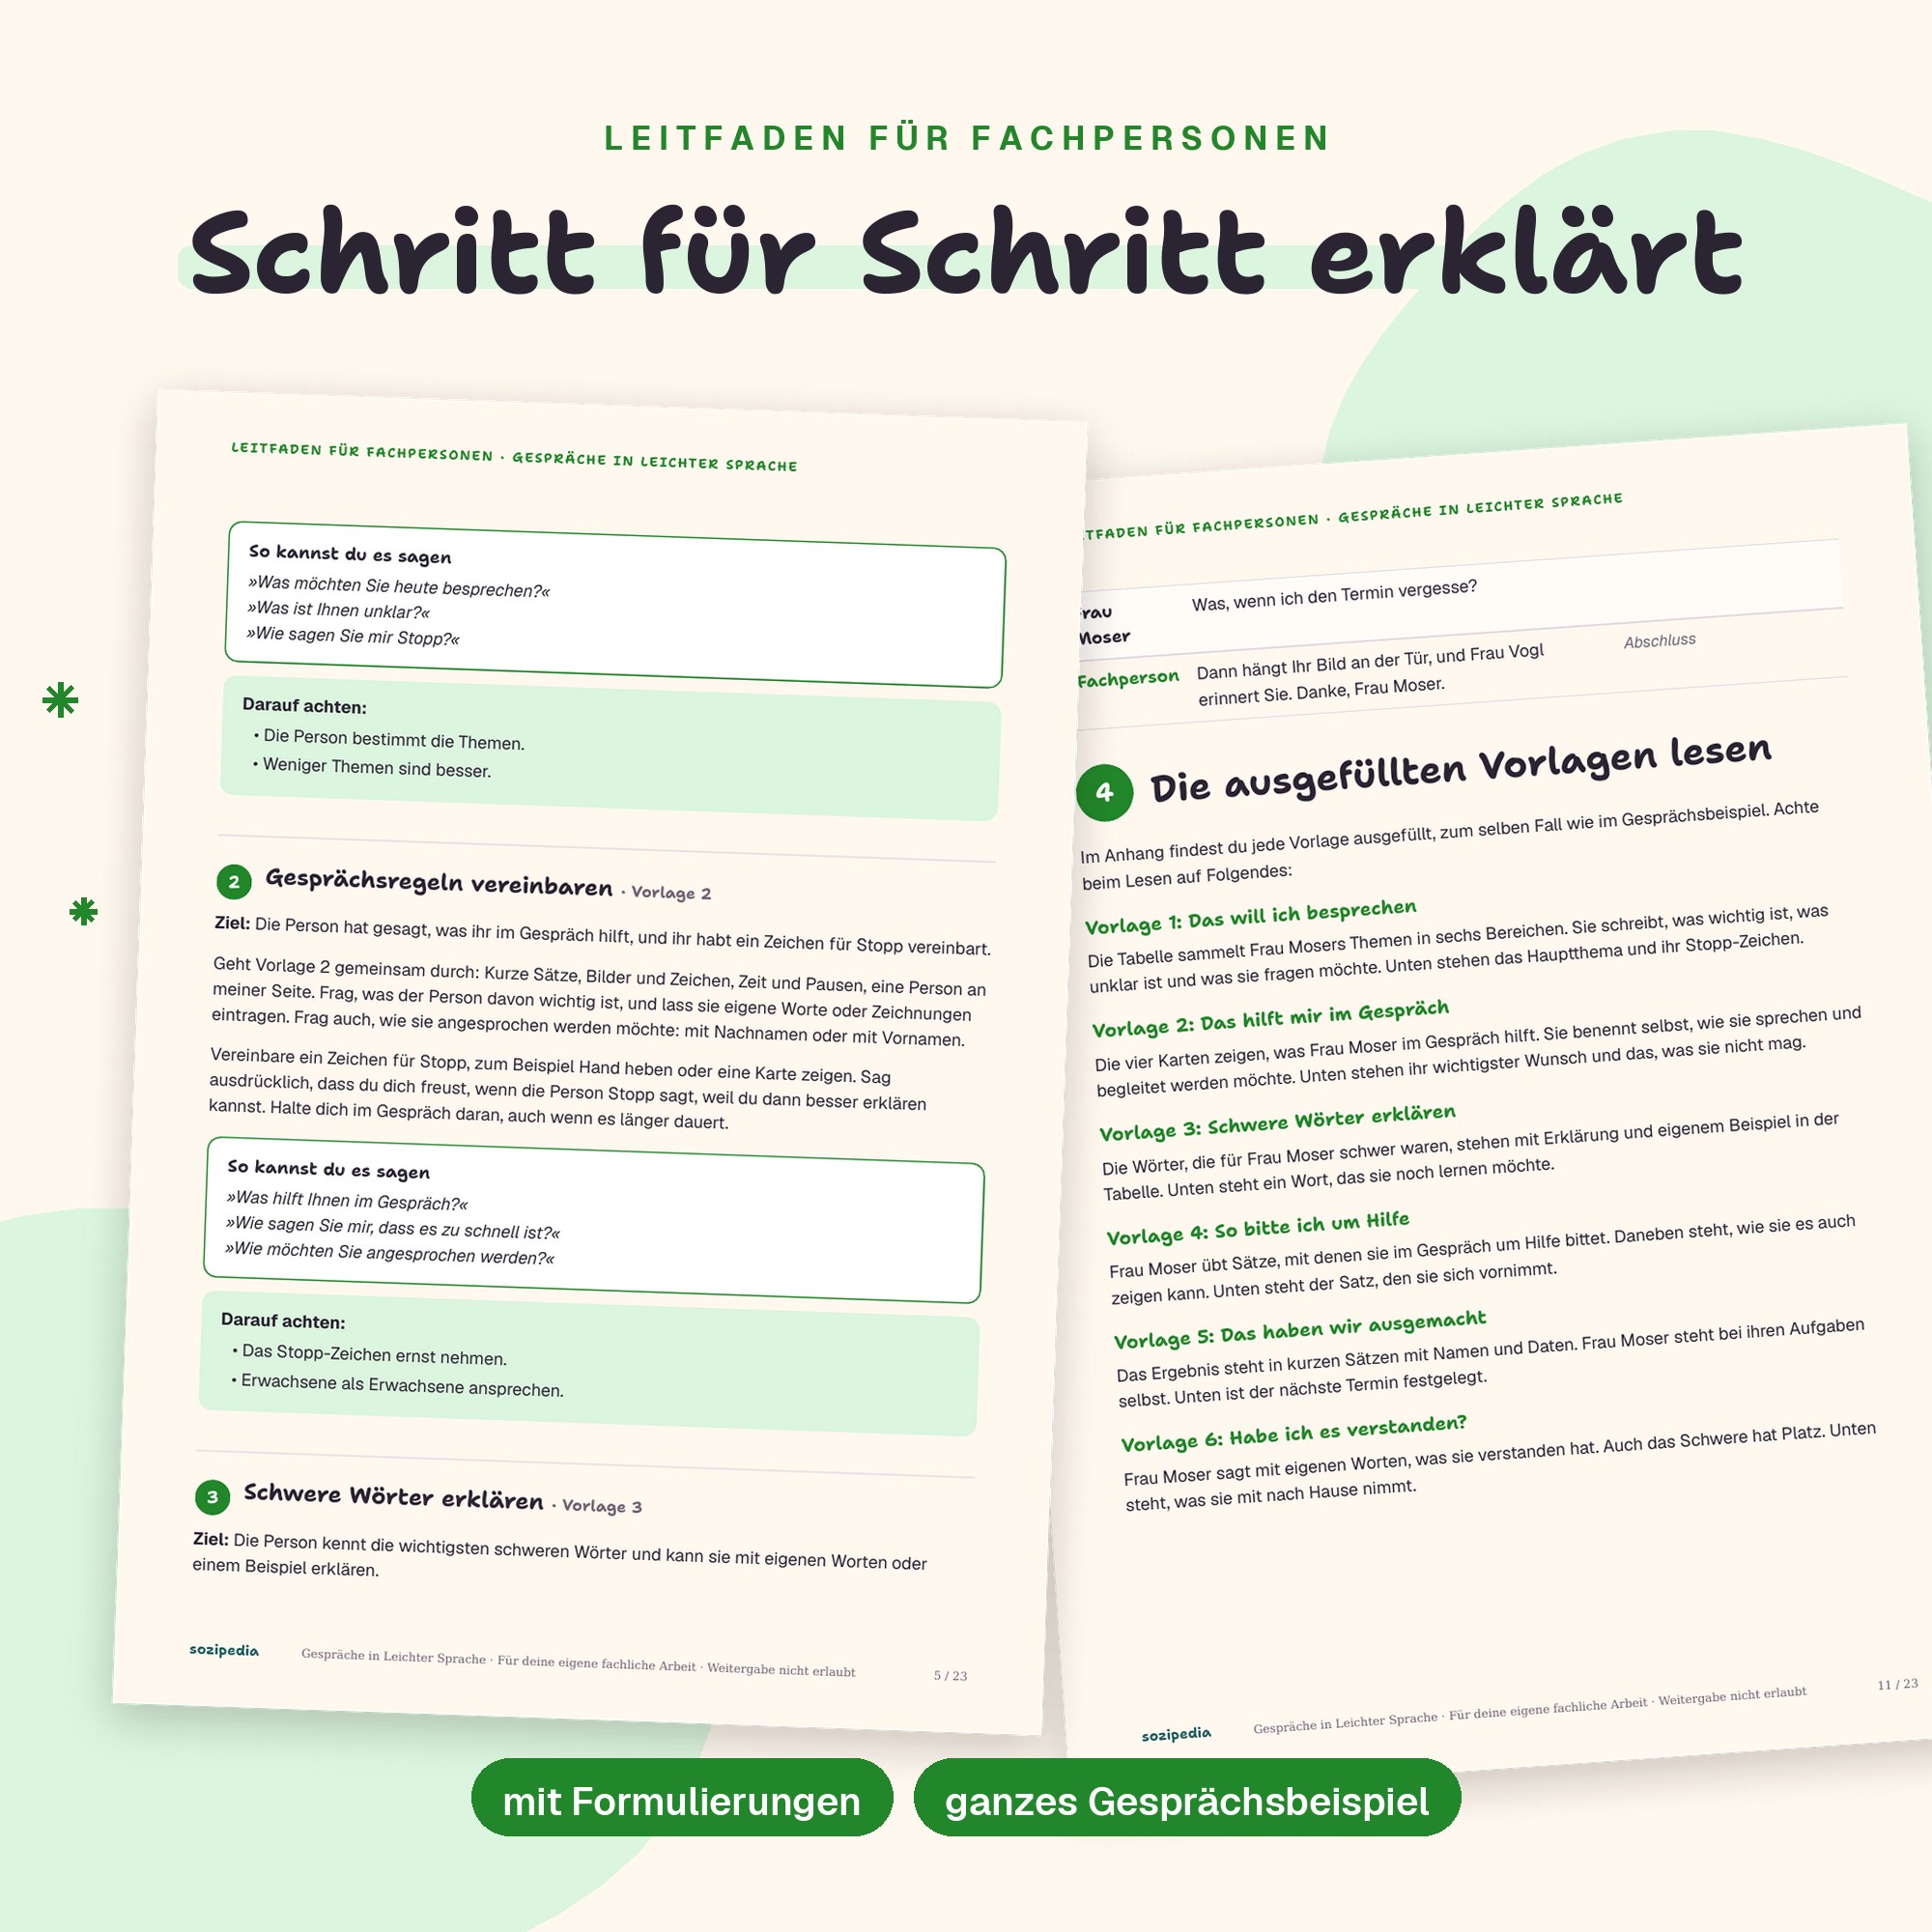 LEITFADEN FÜR FACHPERSONEN
Schritt für Schritt erklärt
LEITFADEN FÜR FACHPERSONEN · GESPRÄCHE IN LEICHTER SPRACHE
So kannst du es sagen
»Was möchten Sie heute besprechen?«
»Was ist Ihnen unklar?«
»Wie sagen Sie mir Stopp?«
Darauf achten:
• Die Person bestimmt die Themen.
• Weniger Themen sind besser.
2 Gesprächsregeln vereinbaren · Vorlage 2
Ziel: Die Person hat gesagt, was ihr im Gespräch hilft, und ihr habt ein Zeichen für Stopp vereinbart.
Geht Vorlage 2 gemeinsam durch: Kurze Sätze, Bilder und Zeichen, Zeit und Pausen, eine Person an
meiner Seite. Frag, was der Person davon wichtig ist, und lass sie eigene Worte oder Zeichnungen
eintragen. Frag auch, wie sie angesprochen werden möchte: mit Nachnamen oder mit Vornamen.
Vereinbare ein Zeichen für Stopp, zum Beispiel Hand heben oder eine Karte zeigen. Sag
ausdrücklich, dass du dich freust, wenn die Person Stopp sagt, weil du dann besser erklären
kannst. Halte dich im Gespräch daran, auch wenn es länger dauert.
So kannst du es sagen
»Was hilft Ihnen im Gespräch?«
»Wie sagen Sie mir, dass es zu schnell ist?«
»Wie möchten Sie angesprochen werden?«
Darauf achten:
• Das Stopp-Zeichen ernst nehmen.
• Erwachsene als Erwachsene ansprechen.
3 Schwere Wörter erklären · Vorlage 3
Ziel: Die Person kennt die wichtigsten schweren Wörter und kann sie mit eigenen Worten oder
einem Beispiel erklären.
sozipedia Gespräche in Leichter Sprache · Für deine eigene fachliche Arbeit · Weitergabe nicht erlaubt 5 / 23
TFADEN FÜR FACHPERSONEN · GESPRÄCHE IN LEICHTER SPRACHE
Frau Was, wenn ich den Termin vergesse?
Moser
Fachperson Dann hängt Ihr Bild an der Tür, und Frau Vogl Abschluss
erinnert Sie. Danke, Frau Moser.
4 Die ausgefüllten Vorlagen lesen
Im Anhang findest du jede Vorlage ausgefüllt, zum selben Fall wie im Gesprächsbeispiel. Achte
beim Lesen auf Folgendes:
Vorlage 1: Das will ich besprechen
Die Tabelle sammelt Frau Mosers Themen in sechs Bereichen. Sie schreibt, was wichtig ist, was
unklar ist und was sie fragen möchte. Unten stehen das Hauptthema und ihr Stopp-Zeichen.
Vorlage 2: Das hilft mir im Gespräch
Die vier Karten zeigen, was Frau Moser im Gespräch hilft. Sie benennt selbst, wie sie sprechen und
begleitet werden möchte. Unten stehen ihr wichtigster Wunsch und das, was sie nicht mag.
Vorlage 3: Schwere Wörter erklären
Die Wörter, die für Frau Moser schwer waren, stehen mit Erklärung und eigenem Beispiel in der
Tabelle. Unten steht ein Wort, das sie noch lernen möchte.
Vorlage 4: So bitte ich um Hilfe
Frau Moser übt Sätze, mit denen sie im Gespräch um Hilfe bittet. Daneben steht, wie sie es auch
zeigen kann. Unten steht der Satz, den sie sich vornimmt.
Vorlage 5: Das haben wir ausgemacht
Das Ergebnis steht in kurzen Sätzen mit Namen und Daten. Frau Moser steht bei ihren Aufgaben
selbst. Unten ist der nächste Termin festgelegt.
Vorlage 6: Habe ich es verstanden?
Frau Moser sagt mit eigenen Worten, was sie verstanden hat. Auch das Schwere hat Platz. Unten
steht, was sie mit nach Hause nimmt.
sozipedia Gespräche in Leichter Sprache · Für deine eigene fachliche Arbeit · Weitergabe nicht erlaubt 11 / 23
mit Formulierungen
ganzes Gesprächsbeispiel